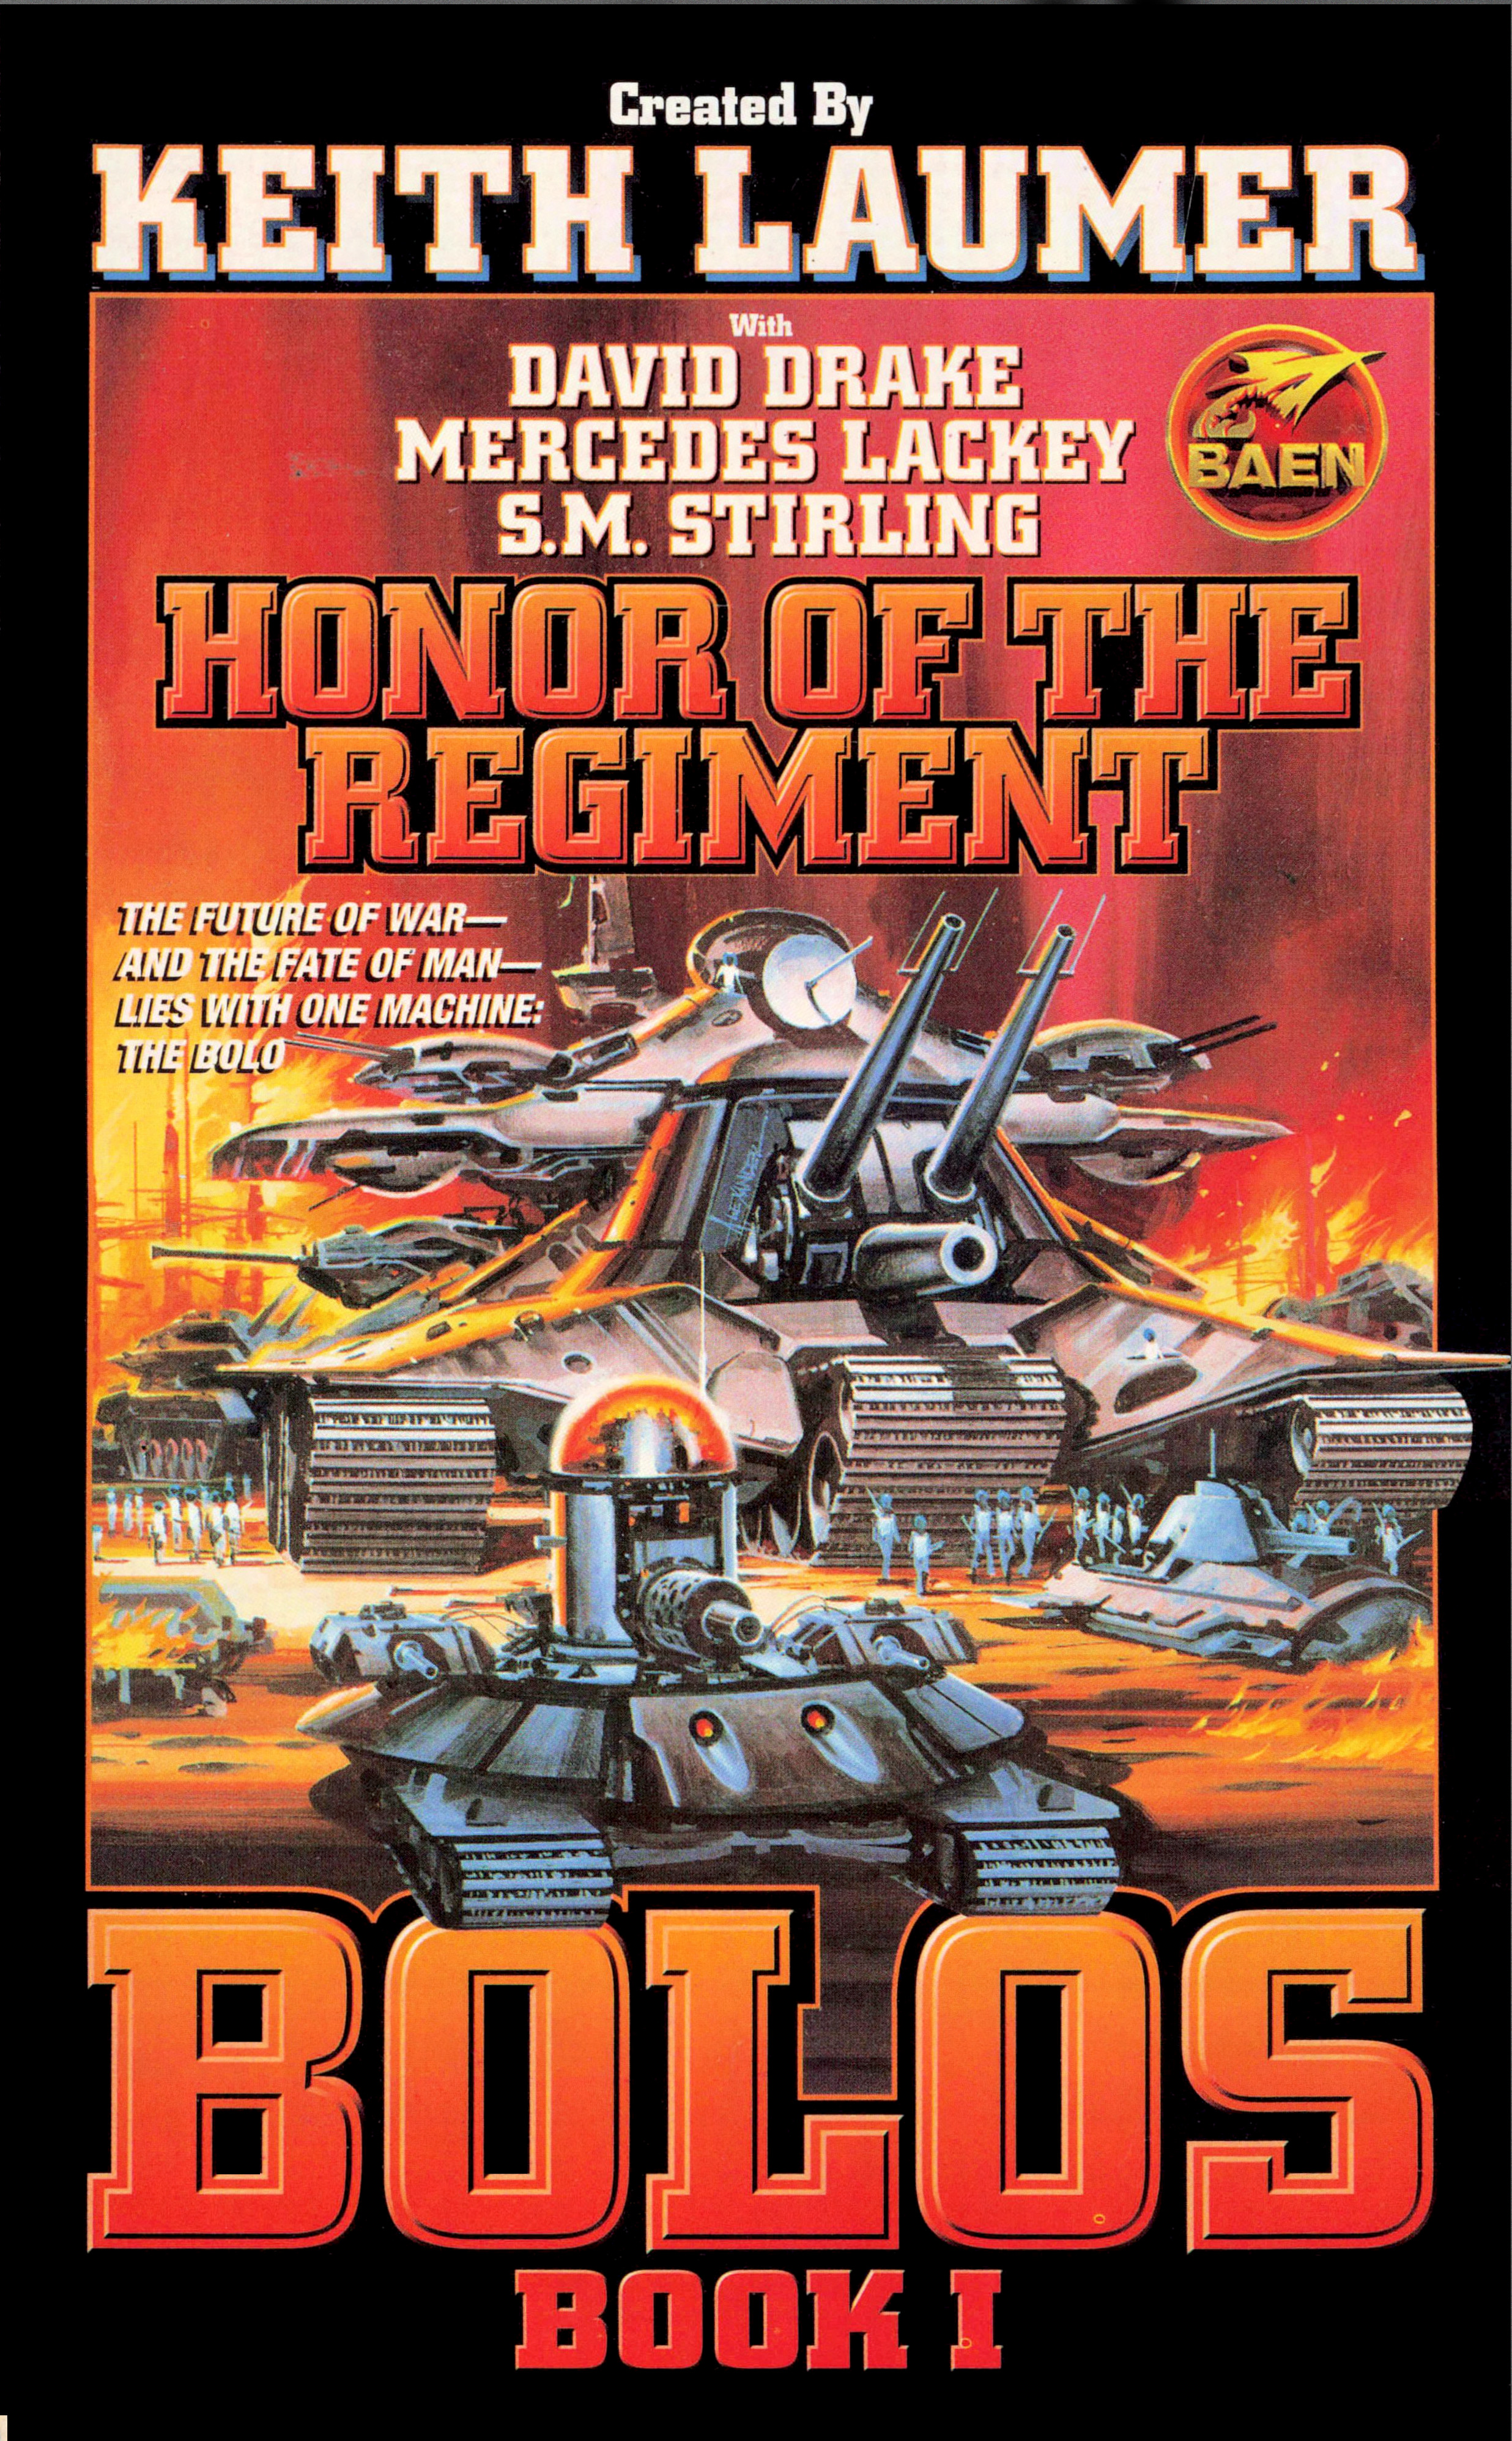 Created By
KEITH LAUMER
With
DAVID DRAKE
MERCEDES LACKEY
S.M. STIRLING
BAEN
HONOR OF THE
REGIMENT
THE FUTURE OF WAR—
AND THE FATE OF MAN—
LIES WITH ONE MACHINE:
THE BOLO
ALEXANDER
BOLOS
BOOK I